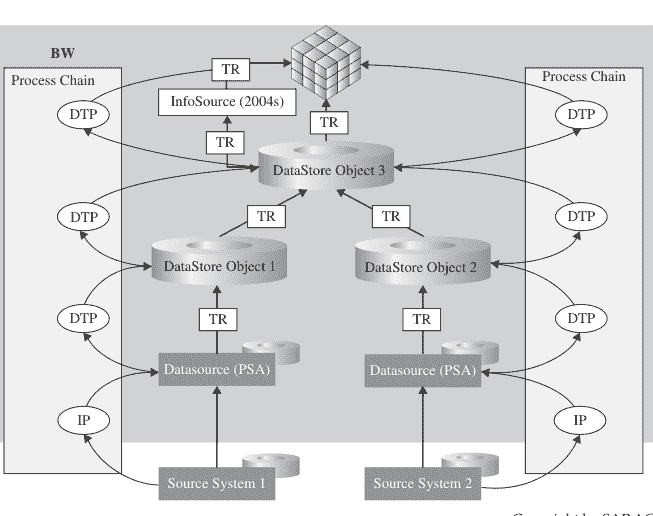 BW
Process Chain
Process Chain
TR
InfoSource (2004s)
DTP
DTP
TR
TR
DataStore Object 3
DTP
TR
TR
DTP
DataStore Object 1
DataStore Object 2
DTP
TR
TR
DTP
Datasource (PSA)
Datasource (PSA)
IP
IP
Source System 1
Source System 2